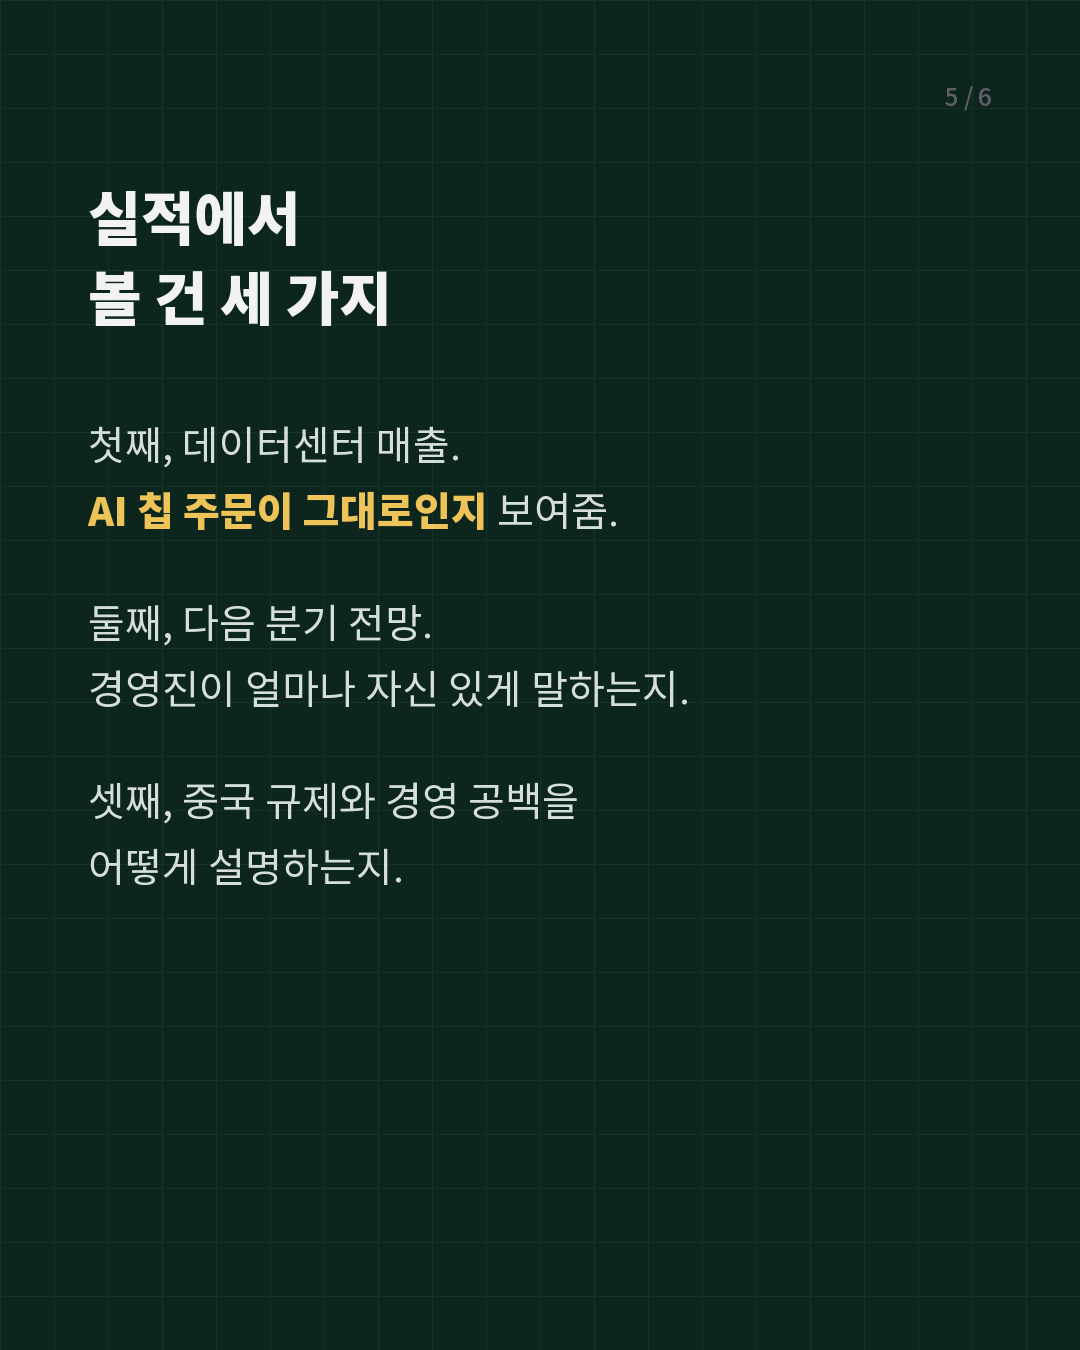 5 / 6
실적에서
볼 건 세 가지
첫째, 데이터센터 매출.
AI 칩 주문이 그대로인지 보여줌.
둘째, 다음 분기 전망.
경영진이 얼마나 자신 있게 말하는지.
셋째, 중국 규제와 경영 공백을
어떻게 설명하는지.